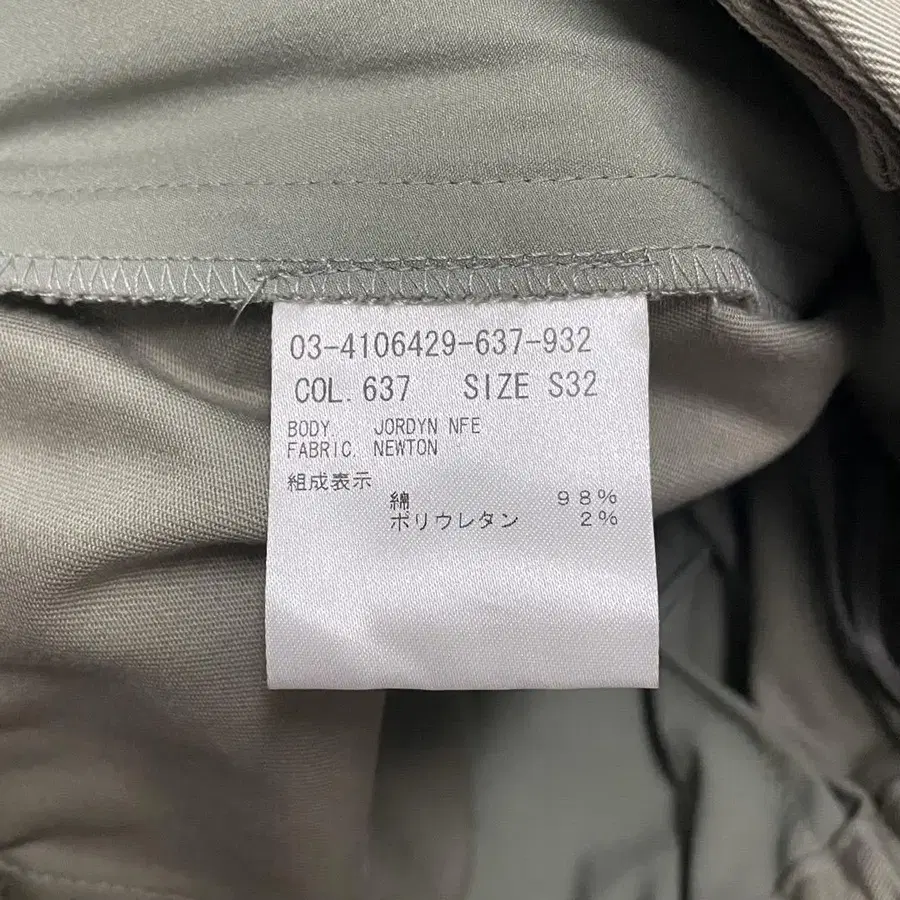 03-4106429-637-932
COL. 637 SIZE S32
BODY JORDYN NFE
FABRIC. NEWTON
組成表示
綿 98%
ポリウレタン 2%